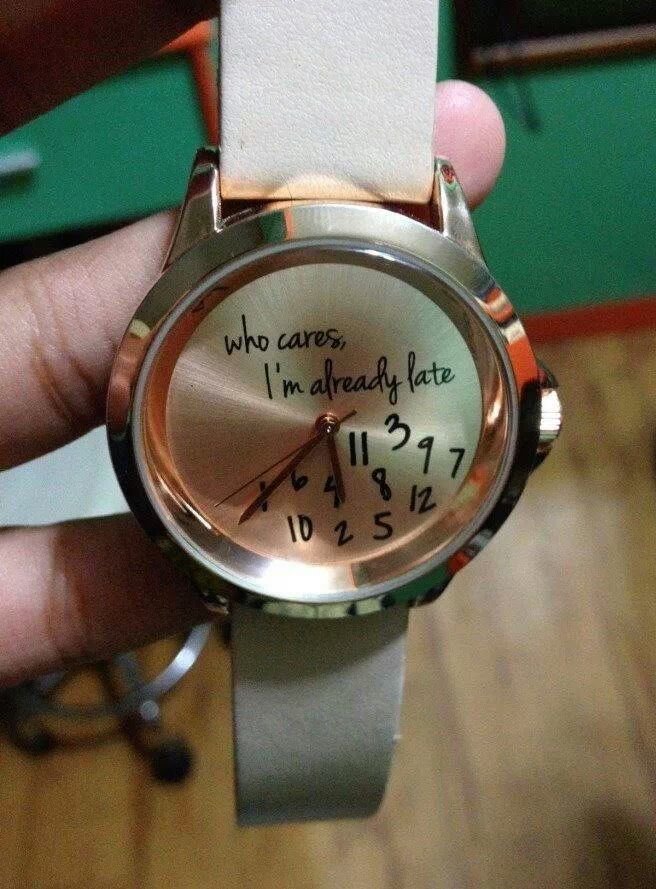 who cares,
I'm already late
11 3 9 7
1 6 4 8 12
10 2 5